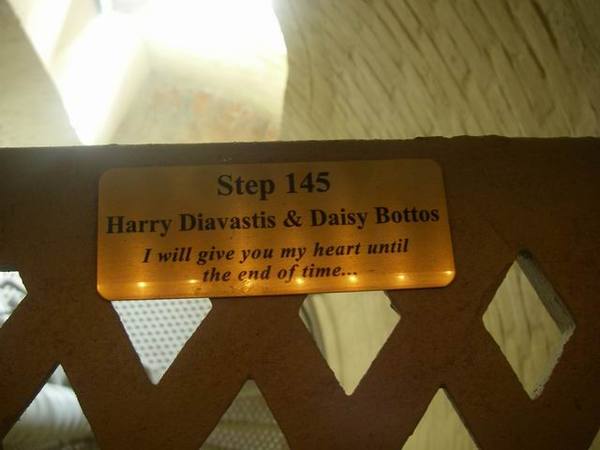 Step 145
Harry Diavastis & Daisy Bottos
I will give you my heart until
the end of time...